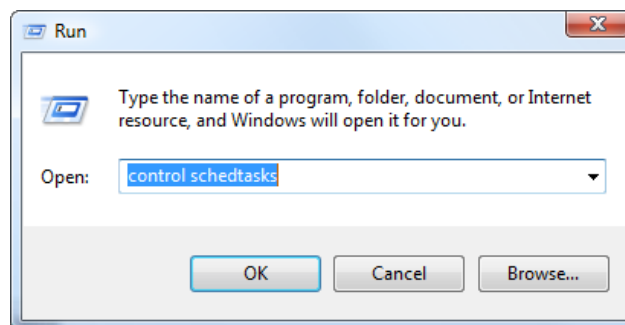 Run
Type the name of a program, folder, document, or Internet
resource, and Windows will open it for you.
Open: control schedtasks
OK Cancel Browse...